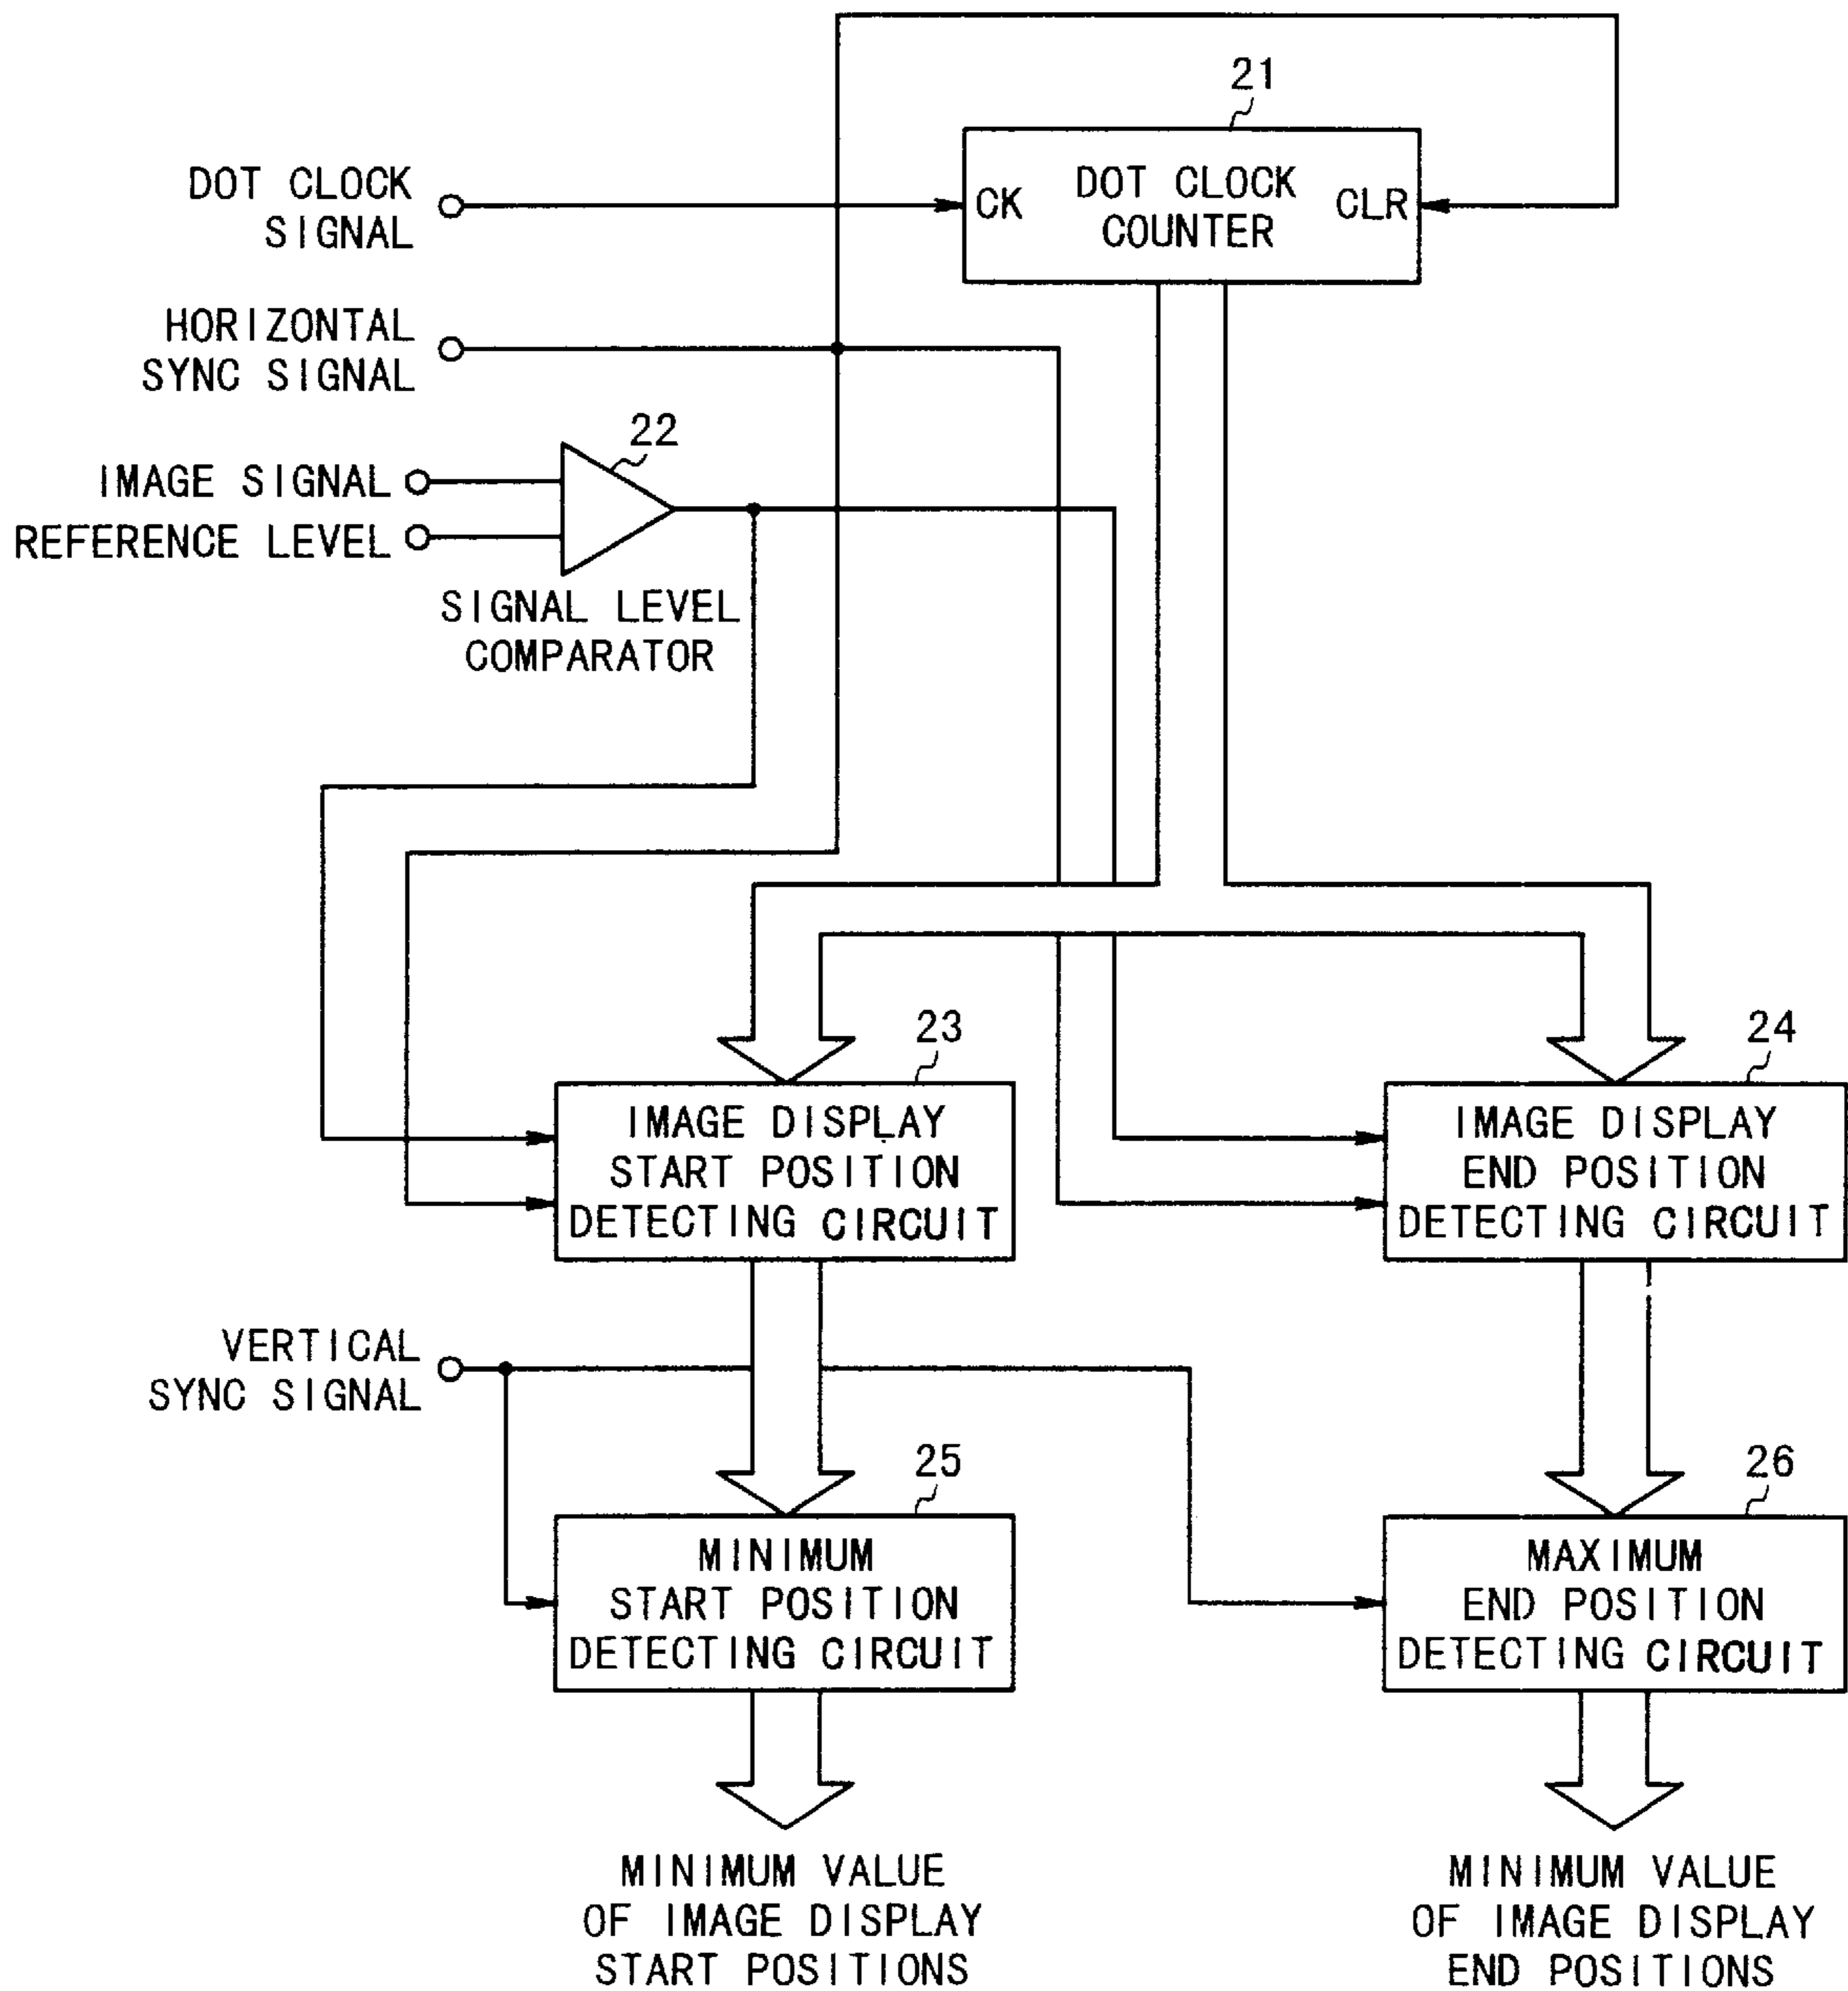 21
DOT CLOCK
SIGNAL
CK
DOT CLOCK
COUNTER
CLR
HORIZONTAL
SYNC SIGNAL
22
IMAGE SIGNAL
REFERENCE LEVEL
SIGNAL LEVEL
COMPARATOR
23
IMAGE DISPLAY
START POSITION
DETECTING CIRCUIT
24
IMAGE DISPLAY
END POSITION
DETECTING CIRCUIT
VERTICAL
SYNC SIGNAL
25
MINIMUM
START POSITION
DETECTING CIRCUIT
26
MAXIMUM
END POSITION
DETECTING CIRCUIT
MINIMUM VALUE
OF IMAGE DISPLAY
START POSITIONS
MINIMUM VALUE
OF IMAGE DISPLAY
END POSITIONS